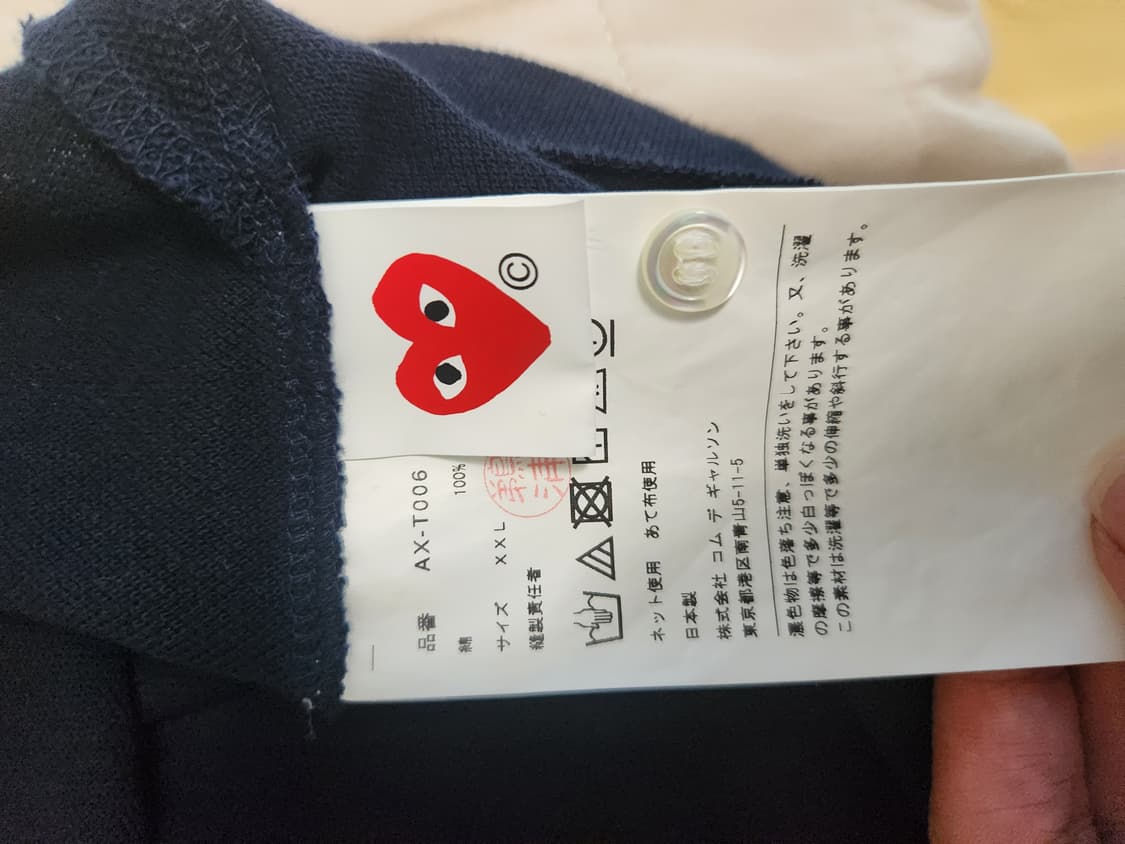 ©
品番 AX-T006
綿 100%
サイズ XXL
縫製責任者
ネット使用 あて布使用
日本製
株式会社 コム デ ギャルソン
東京都港区南青山5-11-5
濃色物は色落ち注意、単独洗いをして下さい。又、洗濯
の摩擦等で多少白っぽくなる事があります。
この素材は洗濯等で多少の伸縮や斜行する事があります。